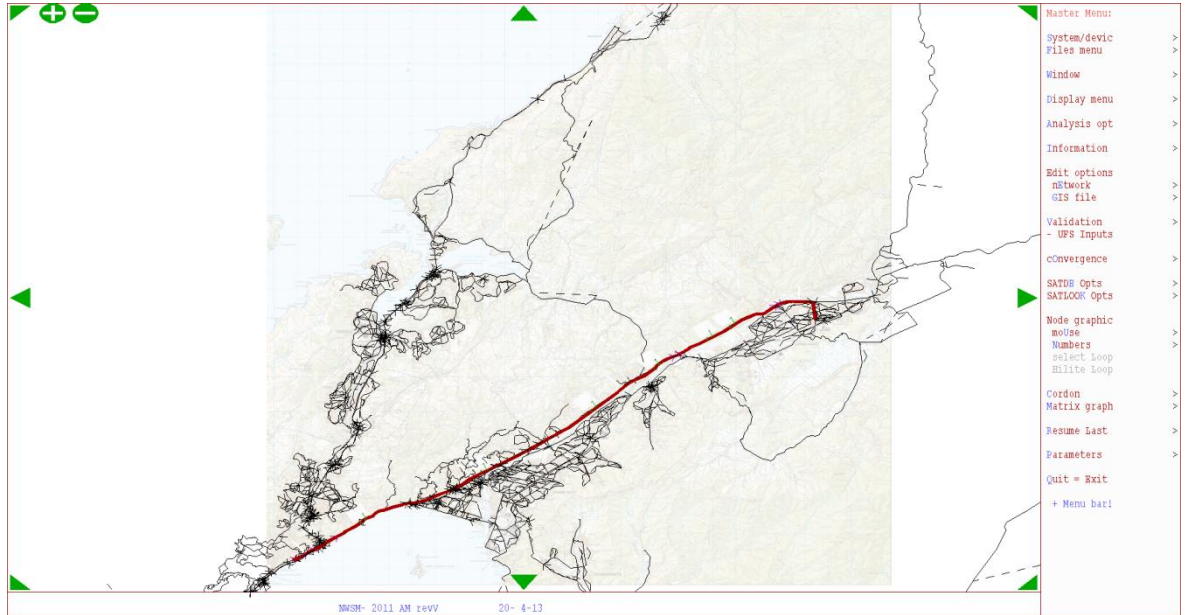 Master Menu:
System/devic >
Files menu >
Window >
Display menu >
Analysis opt >
Information >
Edit options
nEtwork >
GIS file >
Validation >
- UFS Inputs
cOnvergence >
SATDB Opts >
SATLOOK Opts >
Node graphic
moUse >
Numbers >
select Loop
Hilite Loop
Cordon >
Matrix graph >
Resume Last >
Parameters >
Quit = Exit
+ Menu bar!
NWSM- 2011 AM revV 20- 4-13